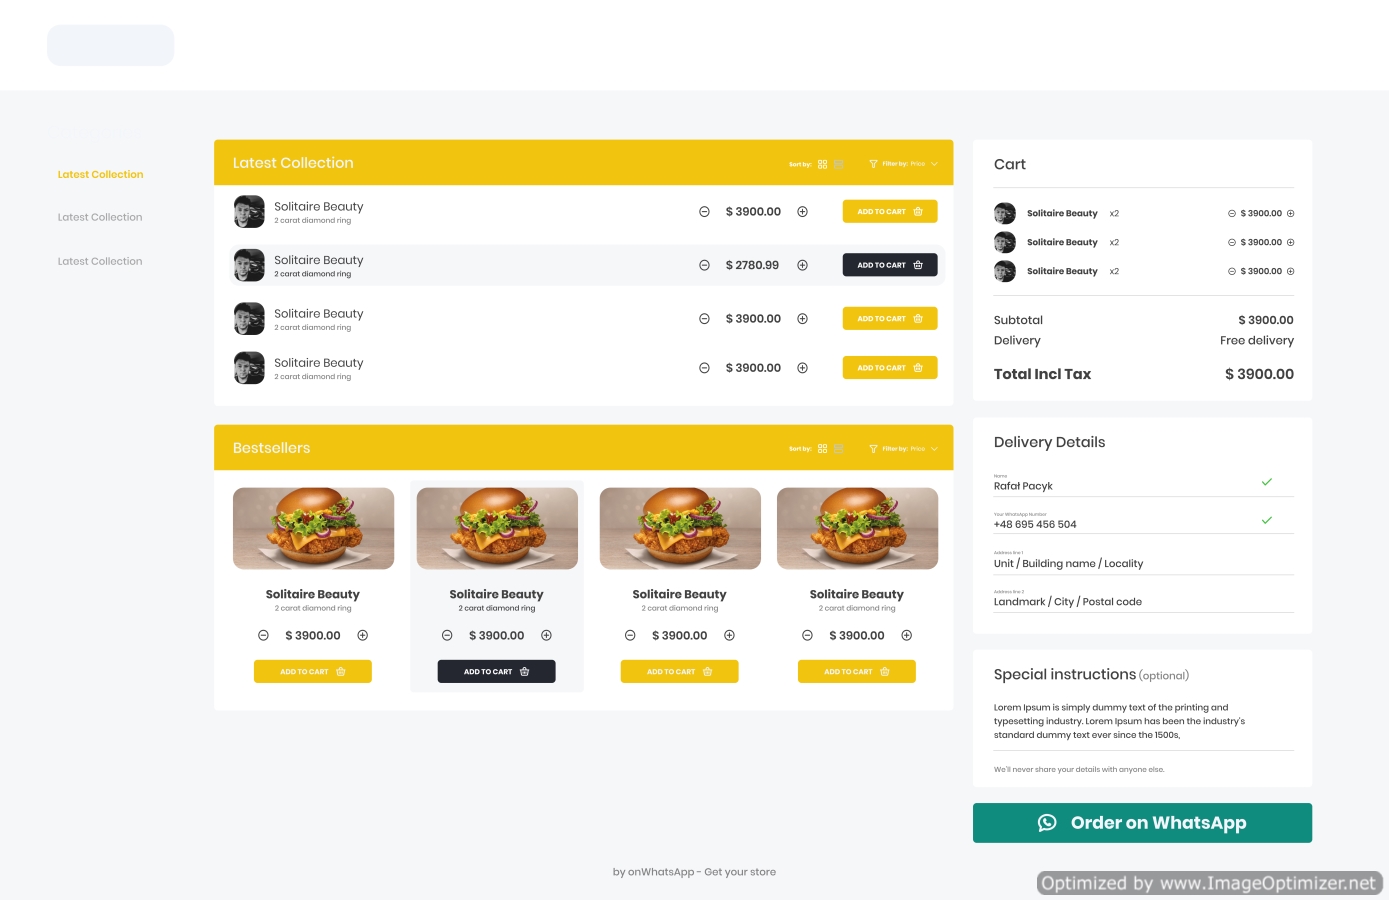 Latest Collection
Latest Collection
Latest Collection
Latest Collection
Sort by:
Filter by: Price
Solitaire Beauty
2 carat diamond ring
$ 3900.00
ADD TO CART
Solitaire Beauty
2 carat diamond ring
$ 2780.99
ADD TO CART
Solitaire Beauty
2 carat diamond ring
$ 3900.00
ADD TO CART
Solitaire Beauty
2 carat diamond ring
$ 3900.00
ADD TO CART
Bestsellers
Sort by:
Filter by: Price
Solitaire Beauty
2 carat diamond ring
$ 3900.00
ADD TO CART
Solitaire Beauty
2 carat diamond ring
$ 3900.00
ADD TO CART
Solitaire Beauty
2 carat diamond ring
$ 3900.00
ADD TO CART
Solitaire Beauty
2 carat diamond ring
$ 3900.00
ADD TO CART
Cart
Solitaire Beauty x2 $ 3900.00
Solitaire Beauty x2 $ 3900.00
Solitaire Beauty x2 $ 3900.00
Subtotal $ 3900.00
Delivery Free delivery
Total Incl Tax $ 3900.00
Delivery Details
Name
Rafał Pacyk
Your WhatsApp Number
+48 695 456 504
Address line 1
Unit / Building name / Locality
Address line 2
Landmark / City / Postal code
Special instructions (optional)
Lorem Ipsum is simply dummy text of the printing and
typesetting industry. Lorem Ipsum has been the industry's
standard dummy text ever since the 1500s,
We'll never share your details with anyone else.
Order on WhatsApp
by onWhatsApp - Get your store
Optimized by www.ImageOptimizer.net